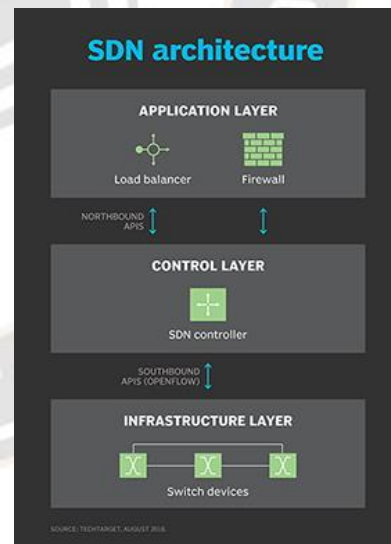 SDN architecture
APPLICATION LAYER
Load balancer
Firewall
NORTHBOUND
APIS
CONTROL LAYER
SDN controller
SOUTHBOUND
APIS (OPENFLOW)
INFRASTRUCTURE LAYER
Switch devices
SOURCE: TECHTARGET, AUGUST 2018